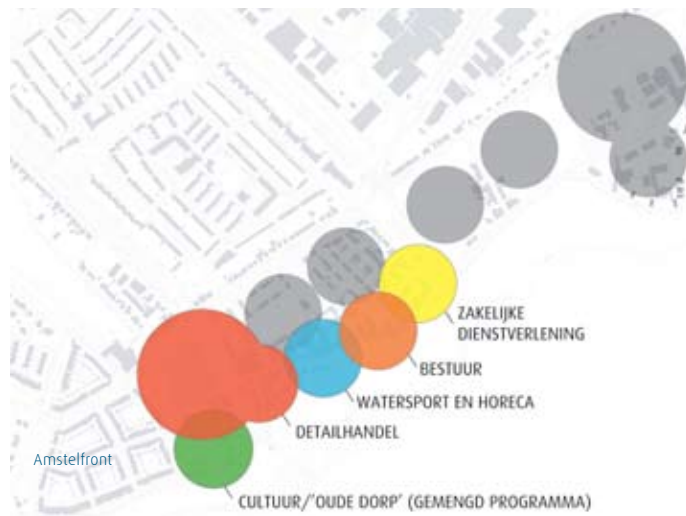 ZAKELIJKE
DIENSTVERLENING
BESTUUR
WATERSPORT EN HORECA
DETAILHANDEL
Amstelfront
CULTUUR/'OUDE DORP' (GEMENGD PROGRAMMA)